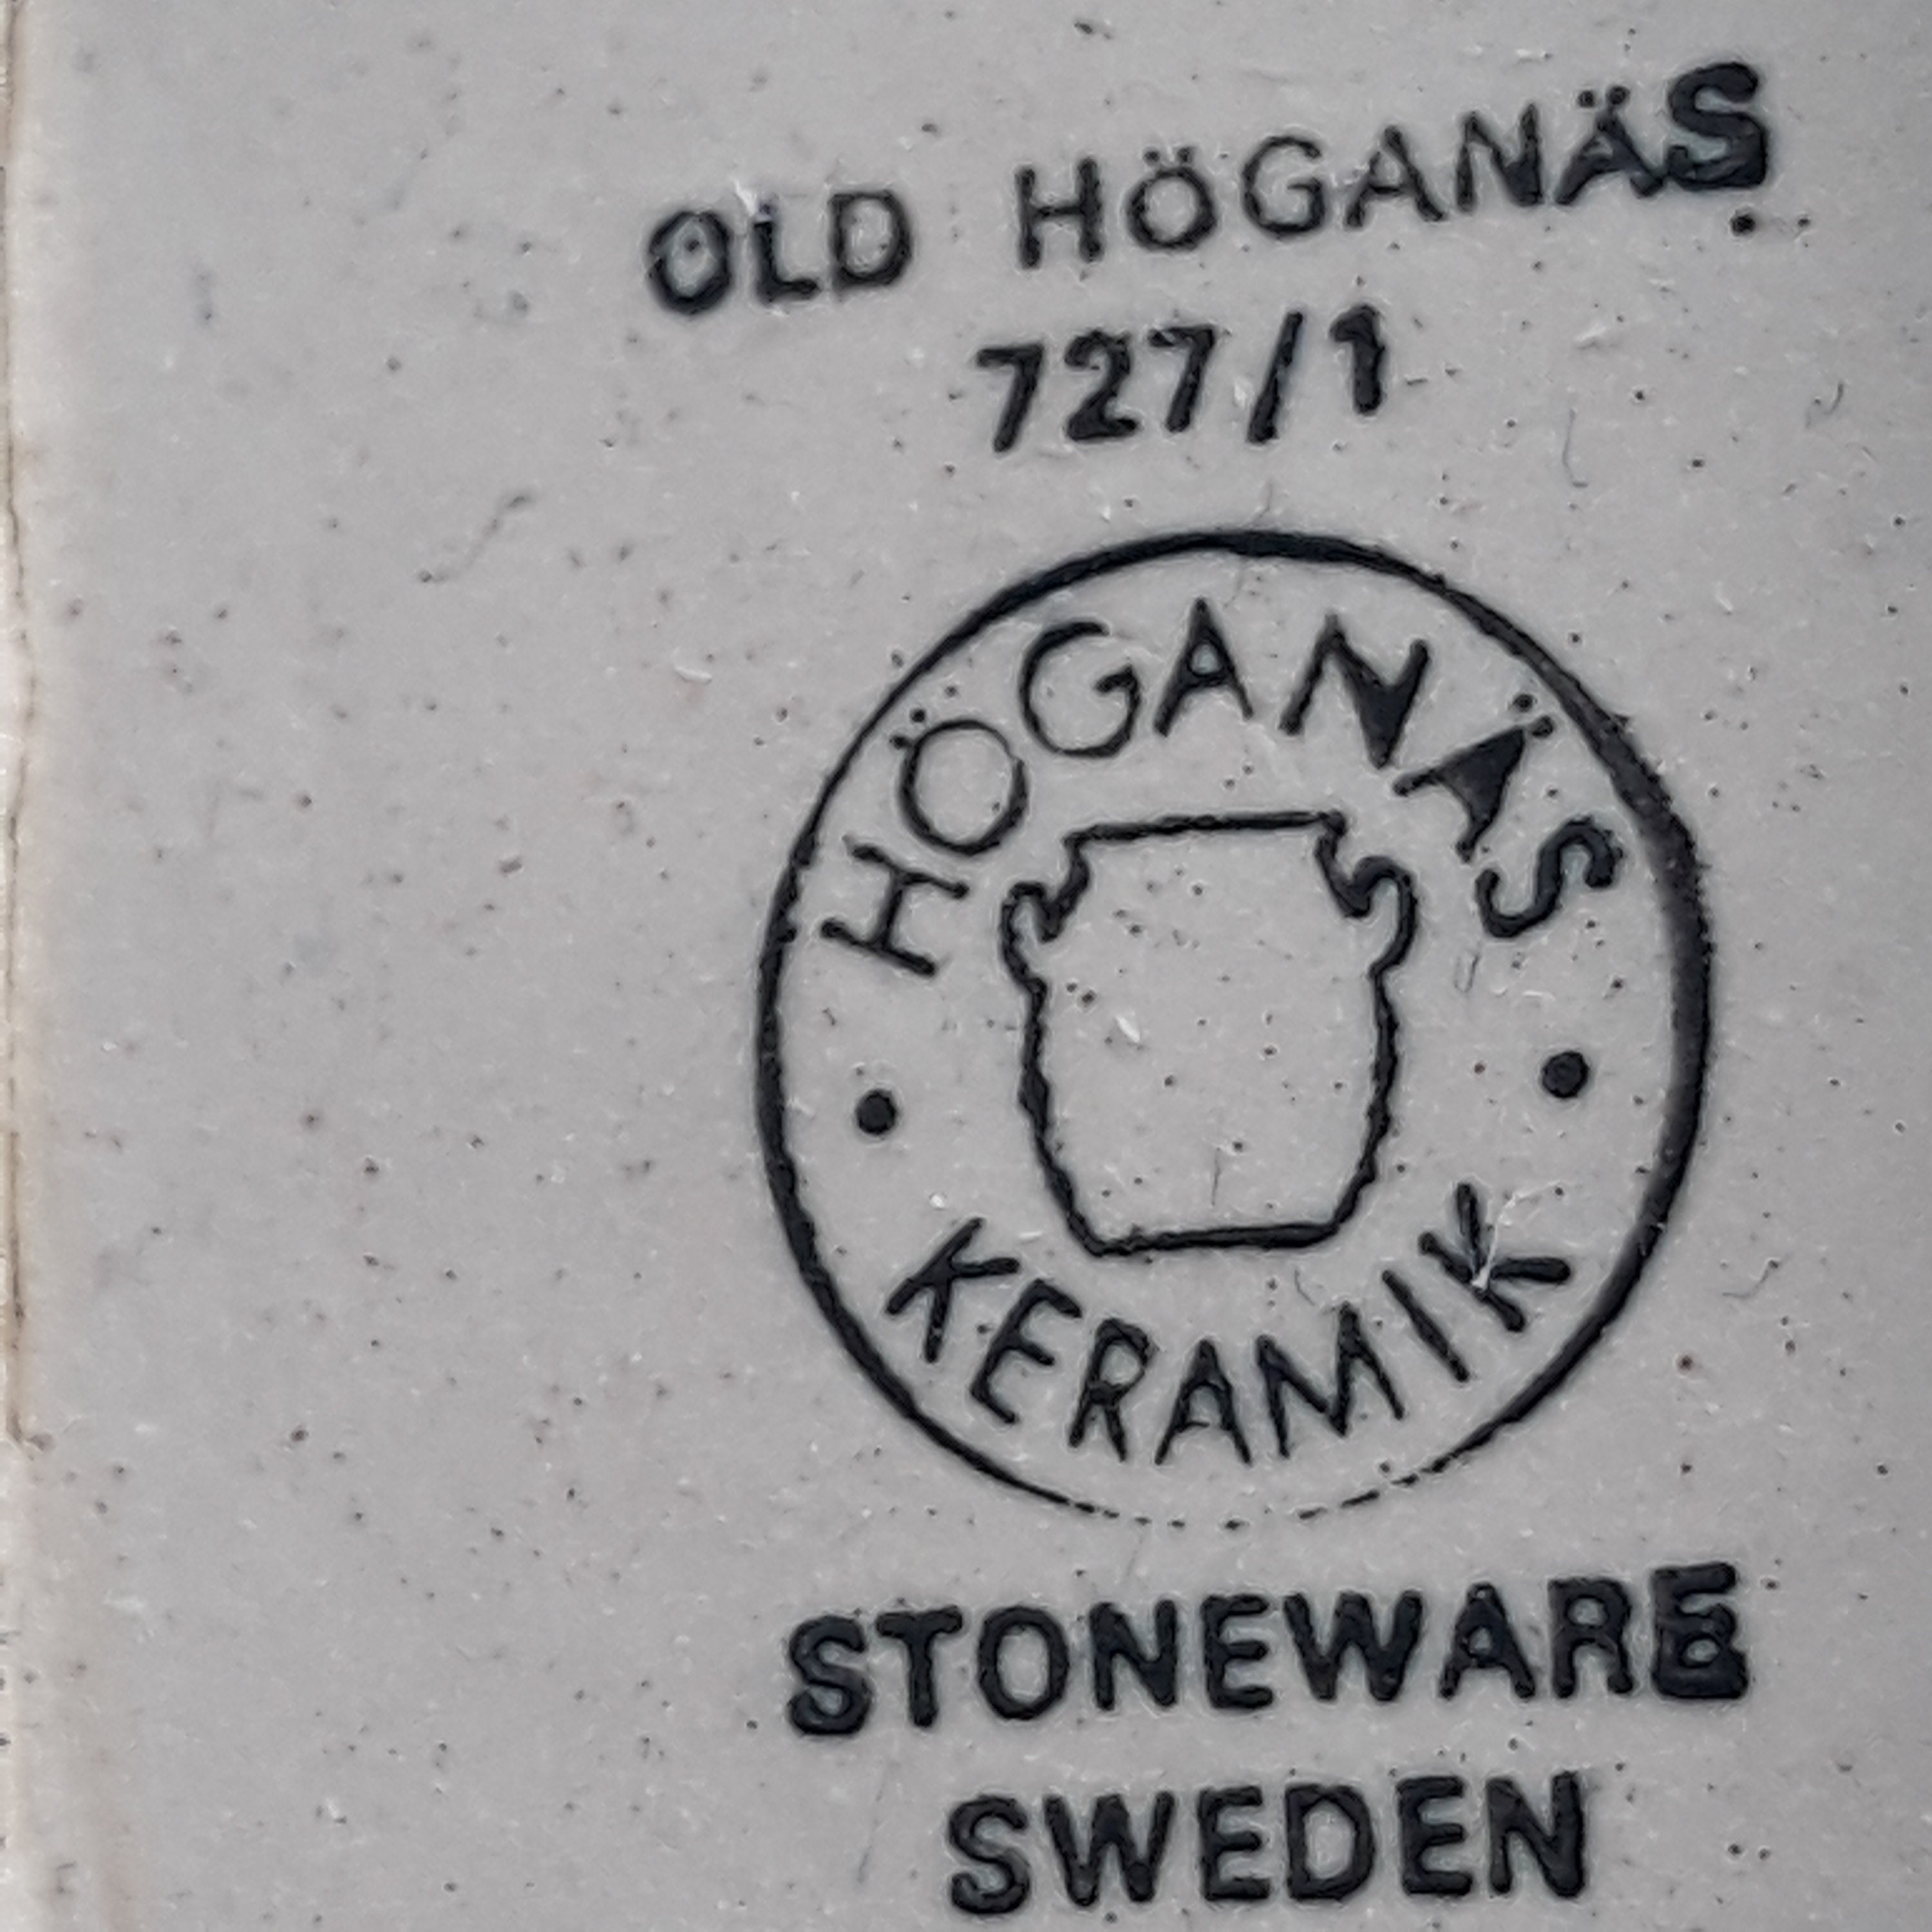 OLD HÖGANÄS
727/1
HÖGANÄS
KERAMIK
STONEWARE
SWEDEN